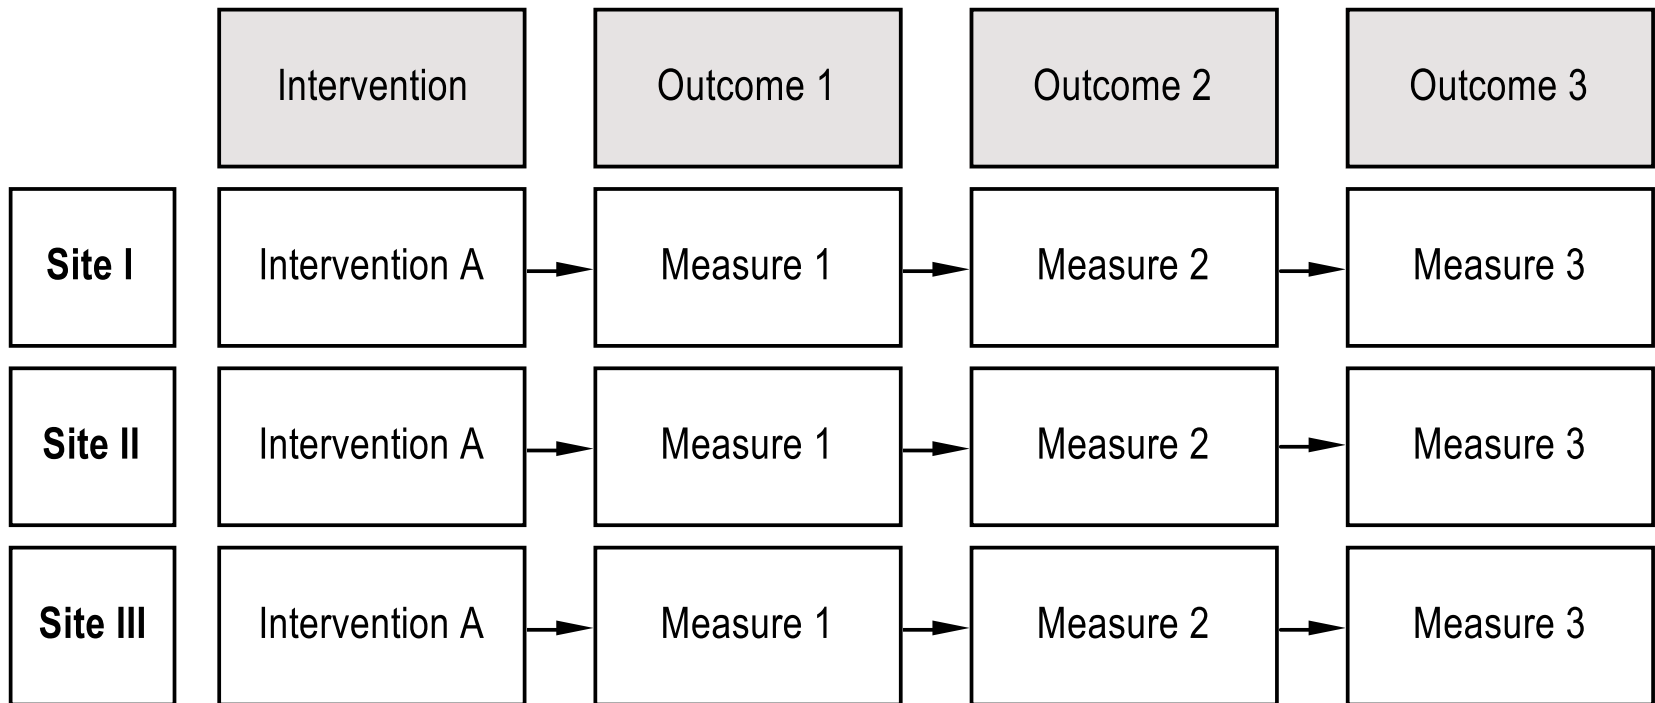 Intervention
Outcome 1
Outcome 2
Outcome 3
Site I
Intervention A
Measure 1
Measure 2
Measure 3
Site II
Intervention A
Measure 1
Measure 2
Measure 3
Site III
Intervention A
Measure 1
Measure 2
Measure 3